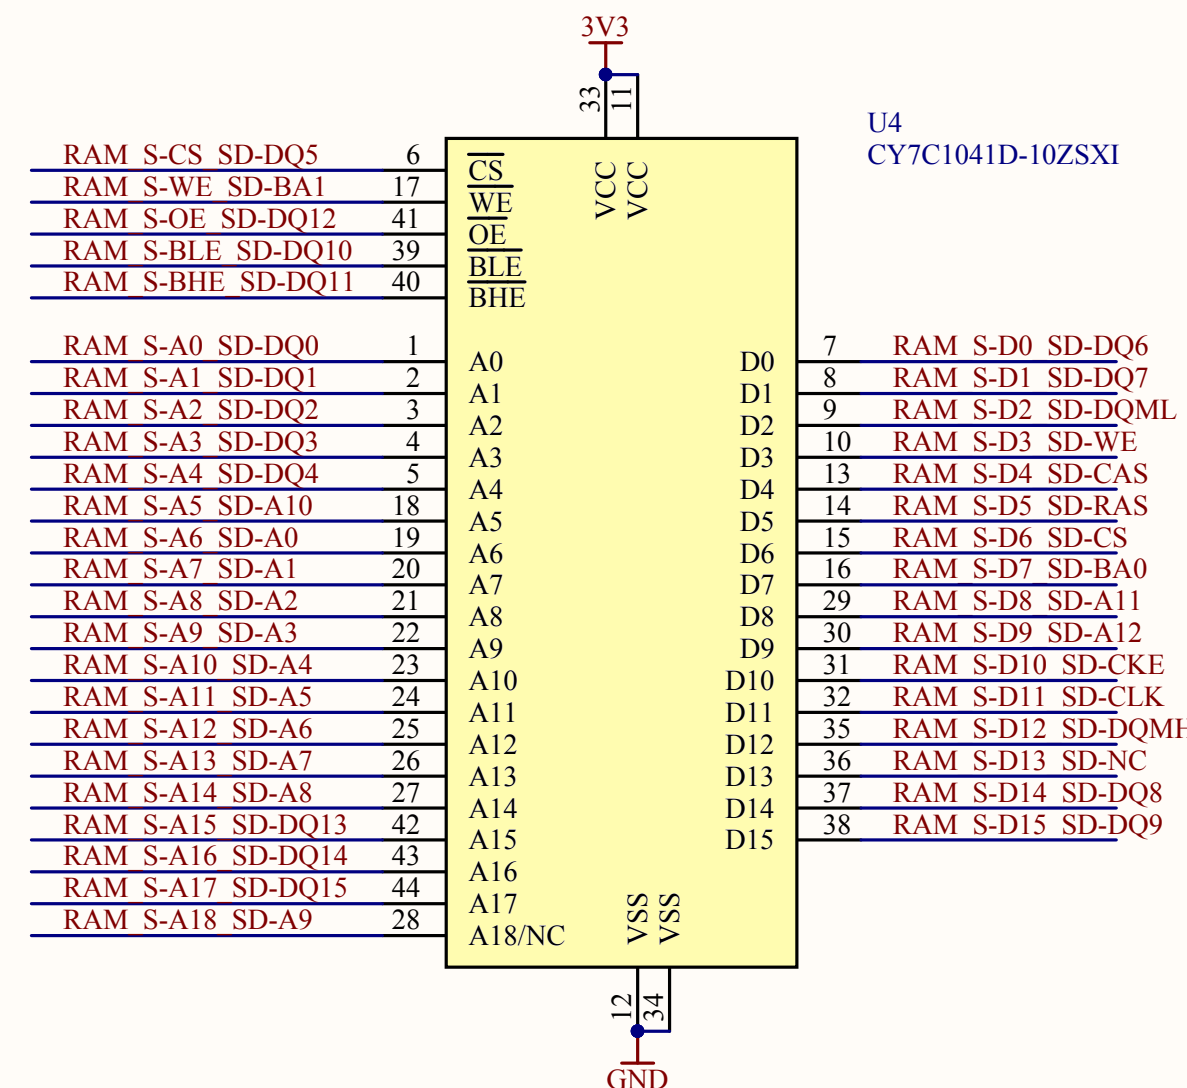 3V3
33 11
U4
CY7C1041D-10ZSXI
VCC VCC
RAM_S-CS_SD-DQ5 6 CS
RAM_S-WE_SD-BA1 17 WE
RAM_S-OE_SD-DQ12 41 OE
RAM_S-BLE_SD-DQ10 39 BLE
RAM_S-BHE_SD-DQ11 40 BHE
RAM_S-A0_SD-DQ0 1 A0 D0 7 RAM_S-D0_SD-DQ6
RAM_S-A1_SD-DQ1 2 A1 D1 8 RAM_S-D1_SD-DQ7
RAM_S-A2_SD-DQ2 3 A2 D2 9 RAM_S-D2_SD-DQML
RAM_S-A3_SD-DQ3 4 A3 D3 10 RAM_S-D3_SD-WE
RAM_S-A4_SD-DQ4 5 A4 D4 13 RAM_S-D4_SD-CAS
RAM_S-A5_SD-A10 18 A5 D5 14 RAM_S-D5_SD-RAS
RAM_S-A6_SD-A0 19 A6 D6 15 RAM_S-D6_SD-CS
RAM_S-A7_SD-A1 20 A7 D7 16 RAM_S-D7_SD-BA0
RAM_S-A8_SD-A2 21 A8 D8 29 RAM_S-D8_SD-A11
RAM_S-A9_SD-A3 22 A9 D9 30 RAM_S-D9_SD-A12
RAM_S-A10_SD-A4 23 A10 D10 31 RAM_S-D10_SD-CKE
RAM_S-A11_SD-A5 24 A11 D11 32 RAM_S-D11_SD-CLK
RAM_S-A12_SD-A6 25 A12 D12 35 RAM_S-D12_SD-DQMH
RAM_S-A13_SD-A7 26 A13 D13 36 RAM_S-D13_SD-NC
RAM_S-A14_SD-A8 27 A14 D14 37 RAM_S-D14_SD-DQ8
RAM_S-A15_SD-DQ13 42 A15 D15 38 RAM_S-D15_SD-DQ9
RAM_S-A16_SD-DQ14 43 A16
RAM_S-A17_SD-DQ15 44 A17
RAM_S-A18_SD-A9 28 A18/NC
VSS VSS
12 34
GND